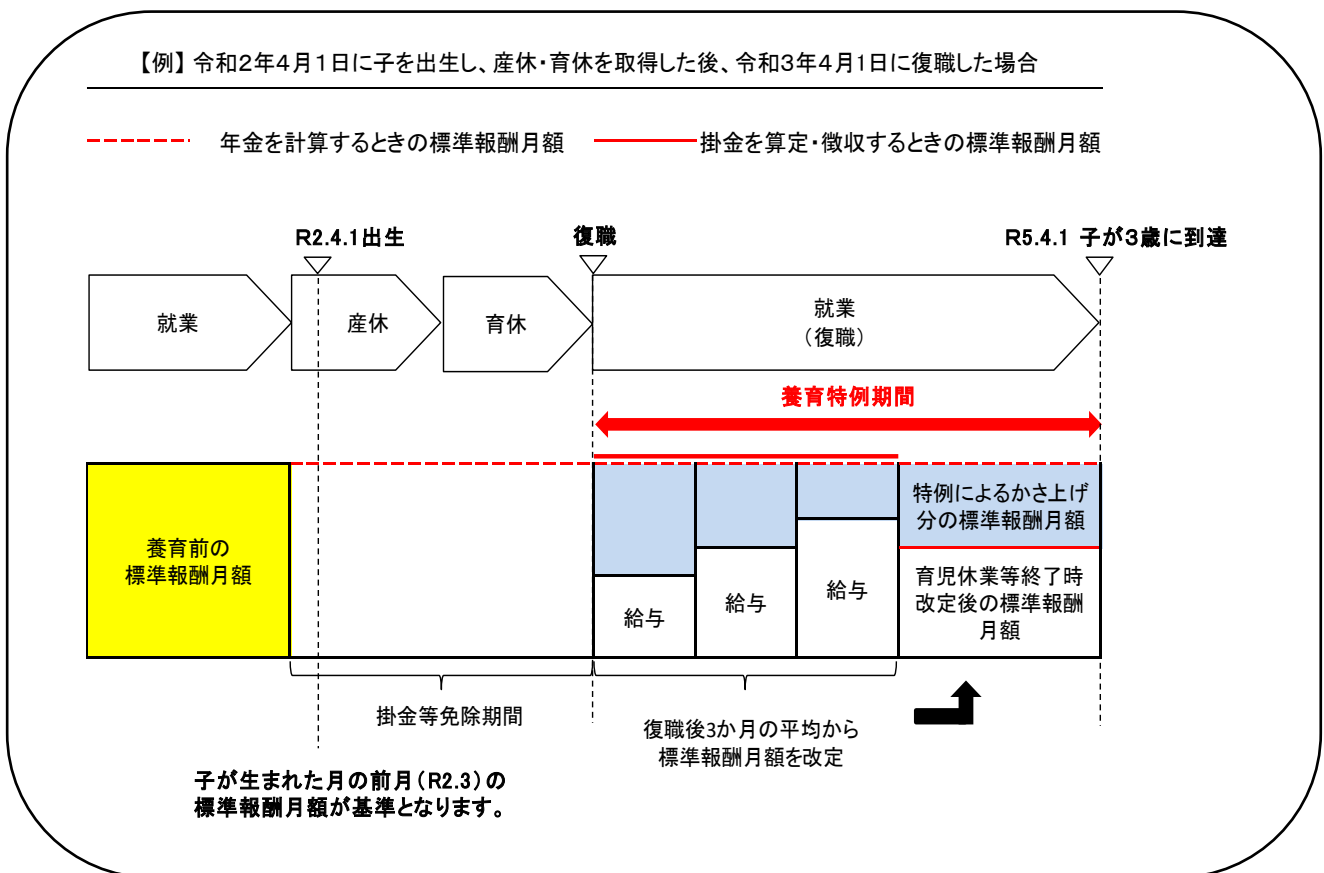 【例】 令和２年４月１日に子を出生し、産休・育休を取得した後、令和３年４月1日に復職した場合
年金を計算するときの標準報酬月額
掛金を算定・徴収するときの標準報酬月額
R2.4.1出生
復職
R5.4.1 子が３歳に到達
就業
産休
育休
就業
（復職）
養育特例期間
養育前の
標準報酬月額
給与
給与
給与
特例によるかさ上げ
分の標準報酬月額
育児休業等終了時
改定後の標準報酬
月額
掛金等免除期間
復職後3か月の平均から
標準報酬月額を改定
子が生まれた月の前月（R2.3）の
標準報酬月額が基準となります。